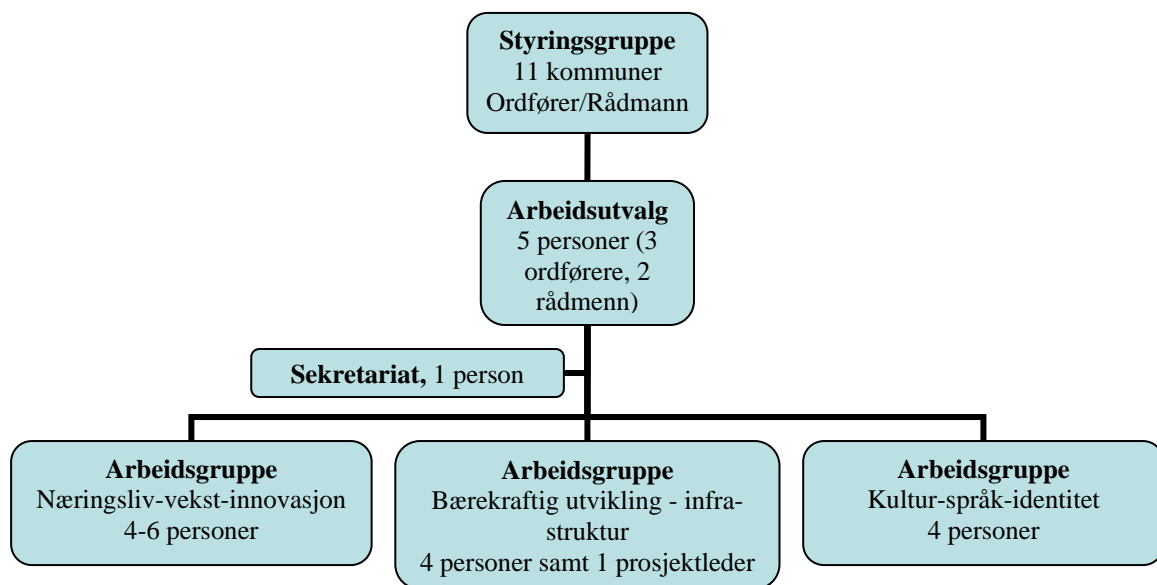 Styringsgruppe
11 kommuner
Ordfører/Rådmann
Arbeidsutvalg
5 personer (3
ordførere, 2
rådmenn)
Sekretariat, 1 person
Arbeidsgruppe
Næringsliv-vekst-innovasjon
4-6 personer
Arbeidsgruppe
Bærekraftig utvikling - infra-
struktur
4 personer samt 1 prosjektleder
Arbeidsgruppe
Kultur-språk-identitet
4 personer